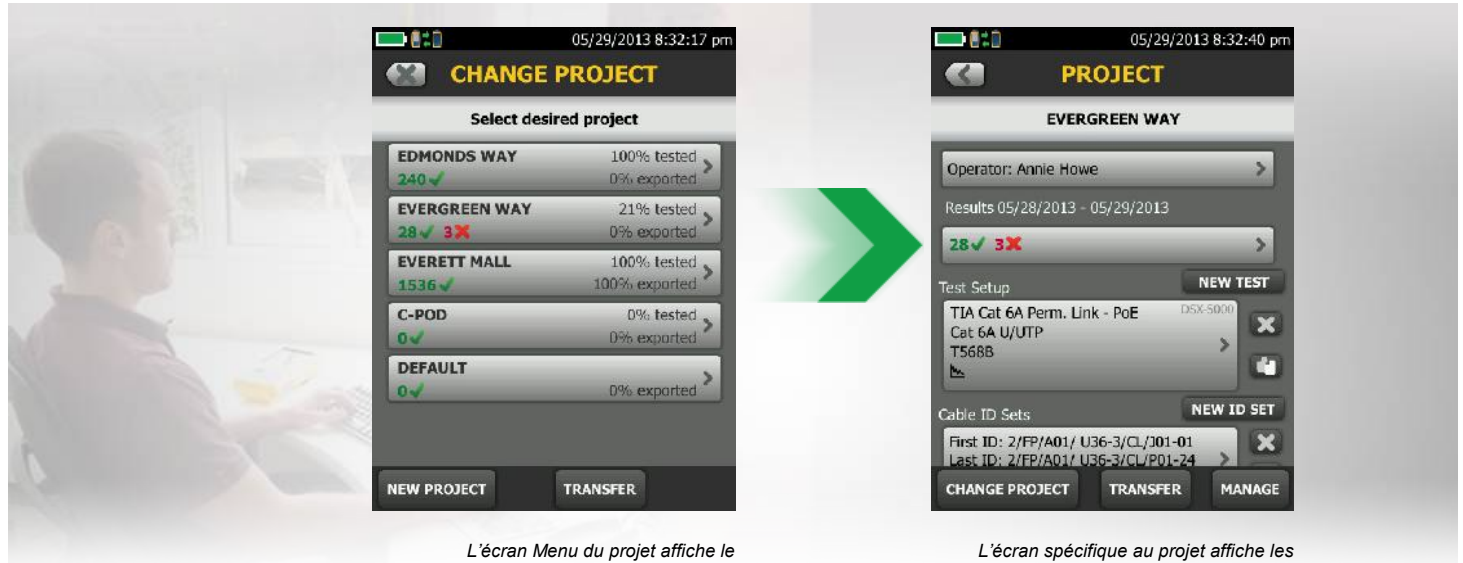 05/29/2013 8:32:17 pm
CHANGE PROJECT
Select desired project
EDMONDS WAY 100% tested
240 ✓ 0% exported
EVERGREEN WAY 21% tested
28 ✓ 3 ✗ 0% exported
EVERETT MALL 100% tested
1536 ✓ 100% exported
C-POD 0% tested
0 ✓ 0% exported
DEFAULT
0 ✓ 0% exported
NEW PROJECT TRANSFER
L'écran Menu du projet affiche le
05/29/2013 8:32:40 pm
PROJECT
EVERGREEN WAY
Operator: Annie Howe
Results 05/28/2013 - 05/29/2013
28 ✓ 3 ✗
Test Setup NEW TEST
TIA Cat 6A Perm. Link - PoE DSX-5000
Cat 6A U/UTP
T568B
Cable ID Sets NEW ID SET
First ID: 2/FP/A01/ U36-3/CL/J01-01
Last ID: 2/FP/A01/ U36-3/CL/P01-24
CHANGE PROJECT TRANSFER MANAGE
L'écran spécifique au projet affiche les